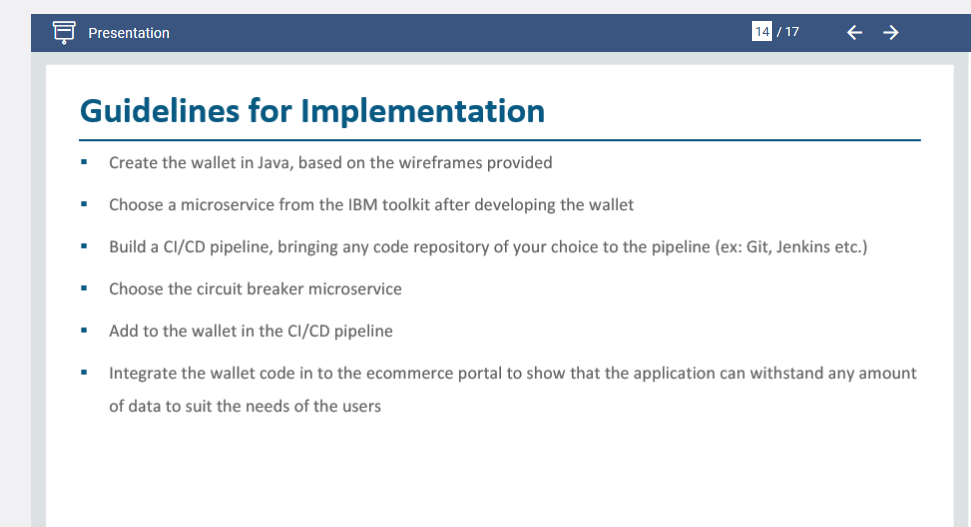 Presentation
14 / 17
Guidelines for Implementation
▪ Create the wallet in Java, based on the wireframes provided
▪ Choose a microservice from the IBM toolkit after developing the wallet
▪ Build a CI/CD pipeline, bringing any code repository of your choice to the pipeline (ex: Git, Jenkins etc.)
▪ Choose the circuit breaker microservice
▪ Add to the wallet in the CI/CD pipeline
▪ Integrate the wallet code in to the ecommerce portal to show that the application can withstand any amount
of data to suit the needs of the users